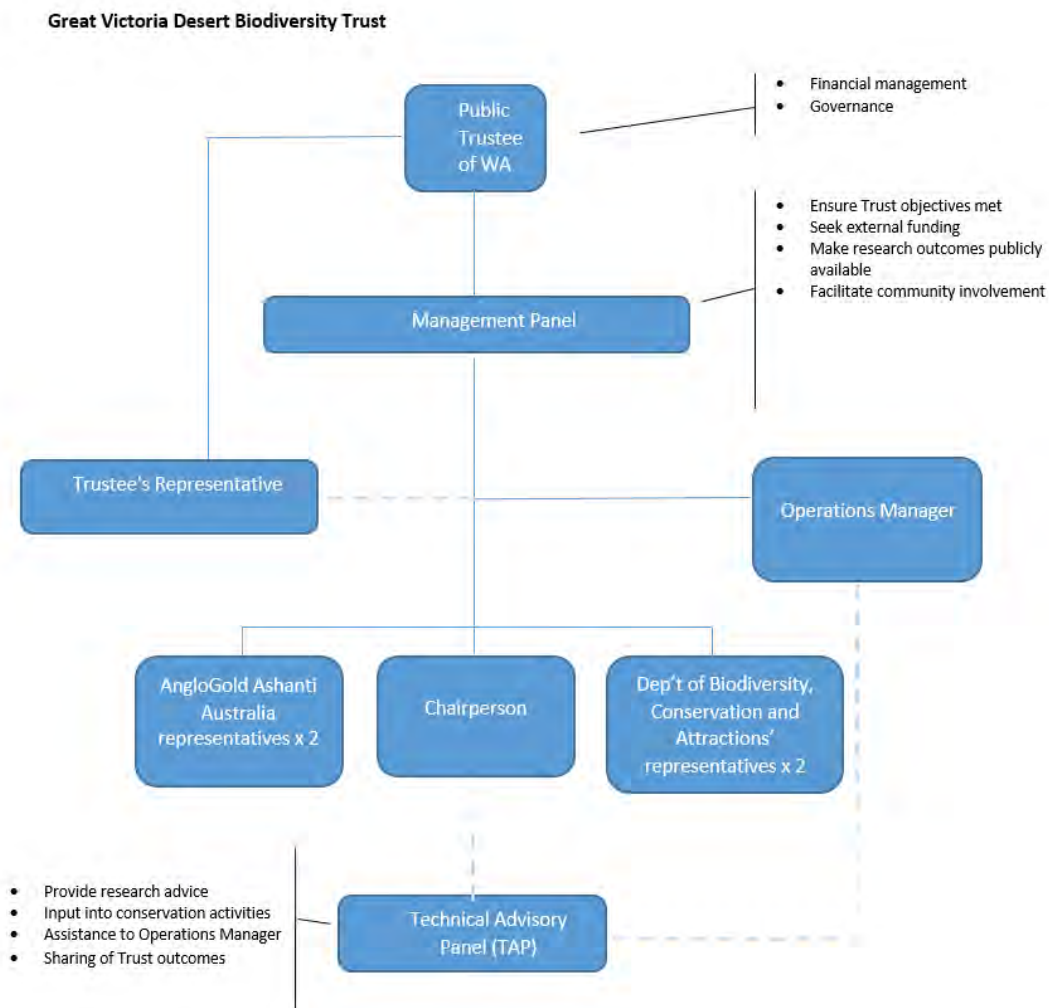 Great Victoria Desert Biodiversity Trust
Public
Trustee
of WA
• Financial management
• Governance
• Ensure Trust objectives met
• Seek external funding
• Make research outcomes publicly
available
• Facilitate community involvement
Management Panel
Trustee's Representative
Operations Manager
AngloGold Ashanti
Australia
representatives x 2
Chairperson
Dep't of Biodiversity,
Conservation and
Attractions'
representatives x 2
• Provide research advice
• Input into conservation activities
• Assistance to Operations Manager
• Sharing of Trust outcomes
Technical Advisory
Panel (TAP)